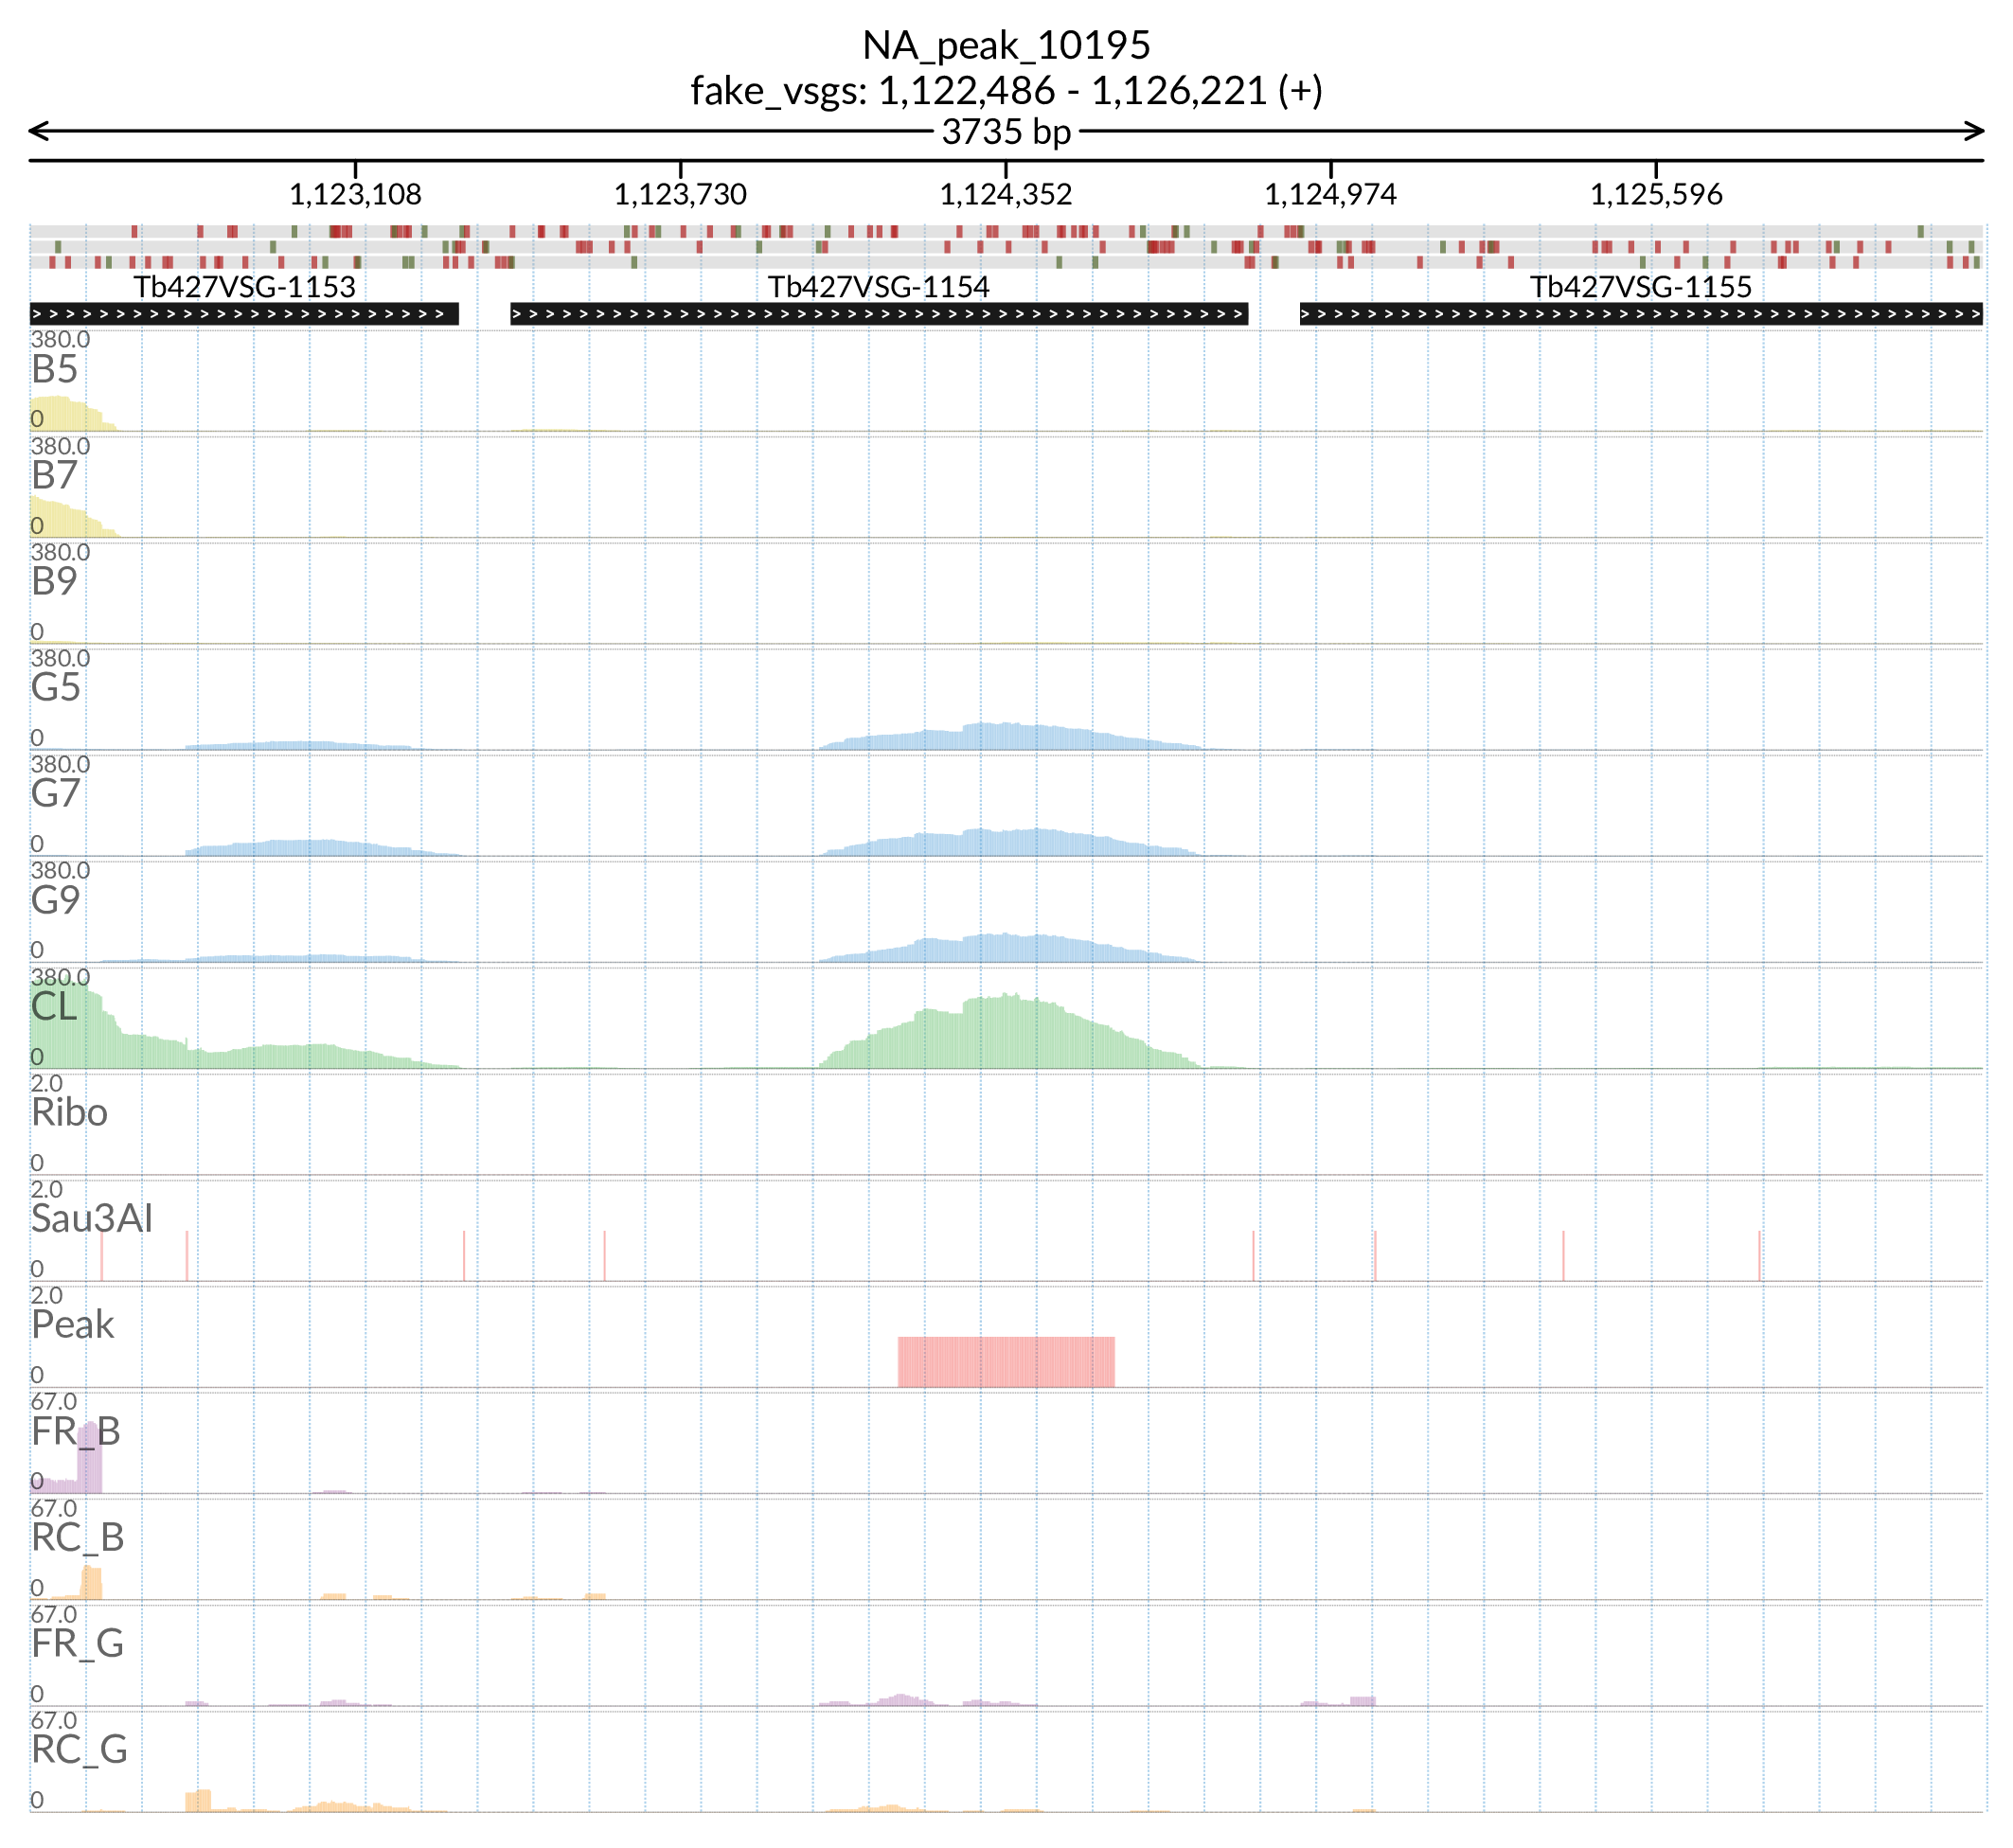 NA_peak_10195
fake_vsgs: 1,122,486 - 1,126,221 (+)
3735 bp
1,123,108 1,123,730 1,124,352 1,124,974 1,125,596
Tb427VSG-1153 Tb427VSG-1154 Tb427VSG-1155
380.0
B5
0
380.0
B7
0
380.0
B9
0
380.0
G5
0
380.0
G7
0
380.0
G9
0
380.0
CL
0
2.0
Ribo
0
2.0
Sau3AI
0
2.0
Peak
0
67.0
FR_B
0
67.0
RC_B
0
67.0
FR_G
0
67.0
RC_G
0